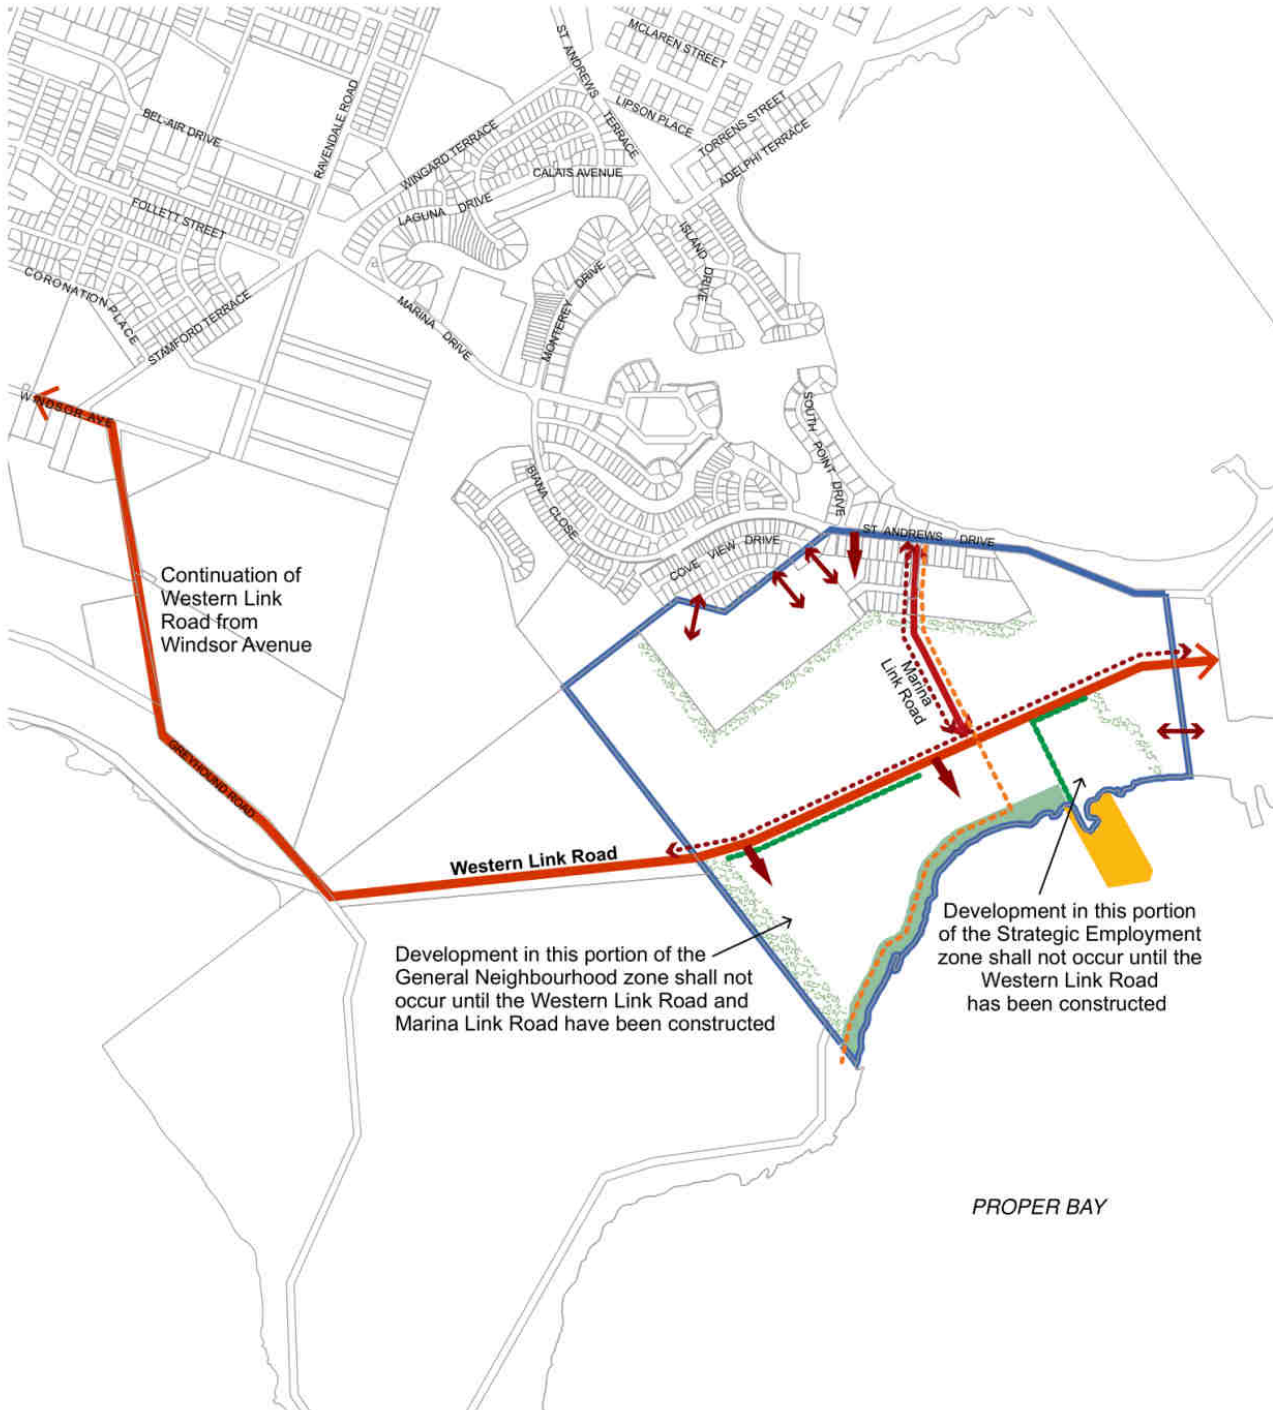 MCLAREN STREET
ST ANDREWS TERRACE
LIPSON PLACE
TORRENS STREET
ADELPHI TERRACE
RAVENDALE ROAD
BEL-AIR DRIVE
WINGARD TERRACE
CALAIS AVENUE
LAGUNA DRIVE
FOLLETT STREET
ISLAND DRIVE
CORONATION PLACE
STAMFORD TERRACE
MARINA DRIVE
MONTEREY DRIVE
WINDSOR AVE
SOUTH POINT DRIVE
BIANA CLOSE
COVE VIEW DRIVE
ST ANDREWS DRIVE
Continuation of
Western Link
Road from
Windsor Avenue
Marina
Link Road
GREYHOUND ROAD
Western Link Road
Development in this portion of the
General Neighbourhood zone shall not
occur until the Western Link Road and
Marina Link Road have been constructed
Development in this portion
of the Strategic Employment
zone shall not occur until the
Western Link Road
has been constructed
PROPER BAY